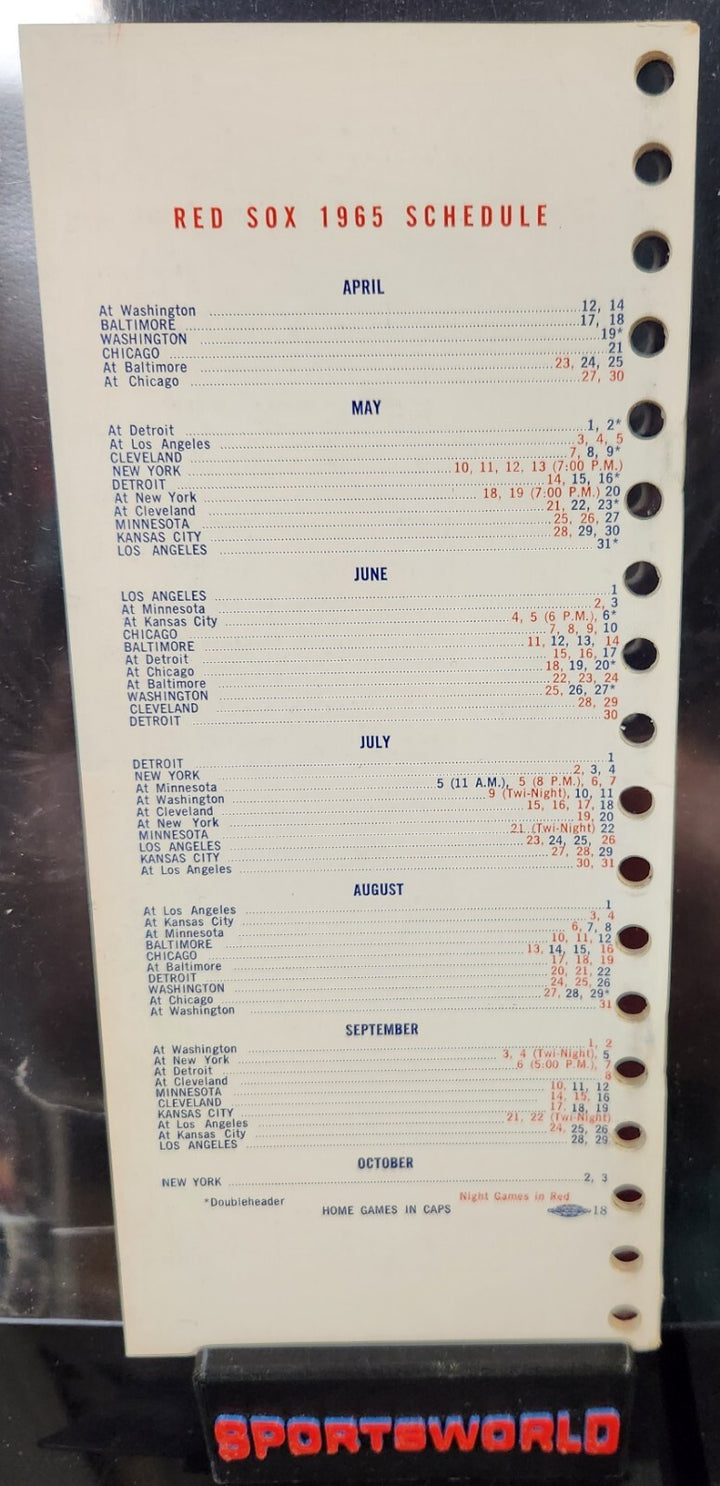 RED SOX 1965 SCHEDULE
APRIL
At Washington 12, 14
BALTIMORE 17, 18
WASHINGTON 19*
CHICAGO 21
At Baltimore 23, 24, 25
At Chicago 27, 30
MAY
At Detroit 1, 2*
At Los Angeles 3, 4, 5
CLEVELAND 7, 8, 9*
NEW YORK 10, 11, 12, 13 (7:00 P.M.)
DETROIT 14, 15, 16*
At New York 18, 19 (7:00 P.M.) 20
At Cleveland 21, 22, 23*
MINNESOTA 25, 26, 27
KANSAS CITY 28, 29, 30
LOS ANGELES 31*
JUNE
LOS ANGELES 1
At Minnesota 2, 3
At Kansas City 4, 5 (6 P.M.), 6*
CHICAGO 7, 8, 9, 10
BALTIMORE 11, 12, 13, 14
At Detroit 15, 16, 17
At Chicago 18, 19, 20*
At Baltimore 22, 23, 24
WASHINGTON 25, 26, 27*
CLEVELAND 28, 29
DETROIT 30
JULY
DETROIT 1
NEW YORK 2, 3, 4
At Minnesota 5 (11 A.M.), 5 (8 P.M.), 6, 7
At Washington 9 (Twi-Night), 10, 11
At Cleveland 15, 16, 17, 18
At New York 19, 20
MINNESOTA 21 (Twi-Night) 22
LOS ANGELES 23, 24, 25, 26
KANSAS CITY 27, 28, 29
At Los Angeles 30, 31
AUGUST
At Los Angeles 1
At Kansas City 3, 4
At Minnesota 6, 7, 8
BALTIMORE 10, 11, 12
CHICAGO 13, 14, 15, 16
At Baltimore 17, 18, 19
DETROIT 20, 21, 22
WASHINGTON 24, 25, 26
At Chicago 27, 28, 29*
At Washington 31
SEPTEMBER
At Washington 1, 2
At New York 3, 4 (Twi-Night), 5
At Detroit 6 (5:00 P.M.), 7
At Cleveland 8
MINNESOTA 10, 11, 12
CLEVELAND 14, 15, 16
KANSAS CITY 17, 18, 19
At Los Angeles 21, 22 (Twi-Night)
At Kansas City 24, 25, 26
LOS ANGELES 28, 29
OCTOBER
NEW YORK 2, 3
*Doubleheader Night Games in Red
HOME GAMES IN CAPS 18
SPORTSWORLD